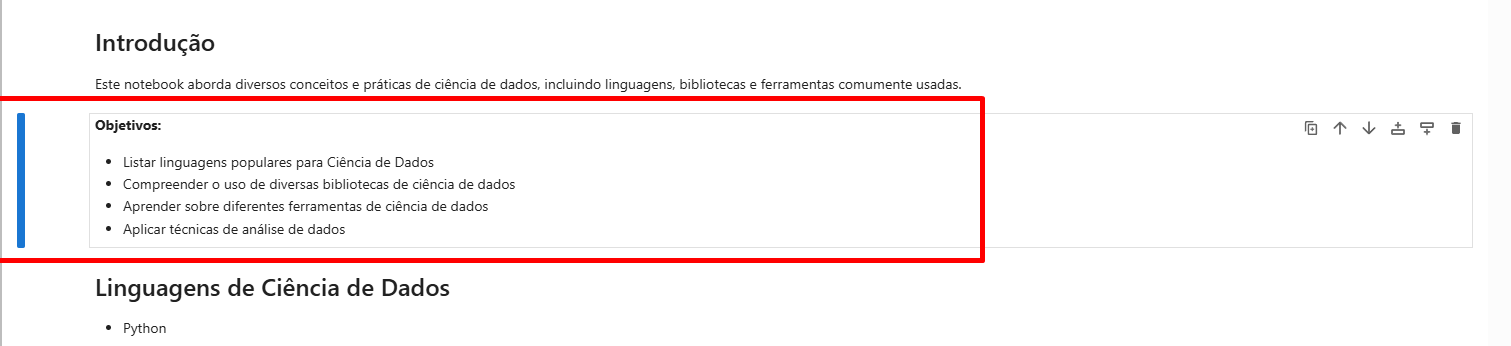 Introdução
Este notebook aborda diversos conceitos e práticas de ciência de dados, incluindo linguagens, bibliotecas e ferramentas comumente usadas.
Objetivos:
• Listar linguagens populares para Ciência de Dados
• Compreender o uso de diversas bibliotecas de ciência de dados
• Aprender sobre diferentes ferramentas de ciência de dados
• Aplicar técnicas de análise de dados
Linguagens de Ciência de Dados
• Python